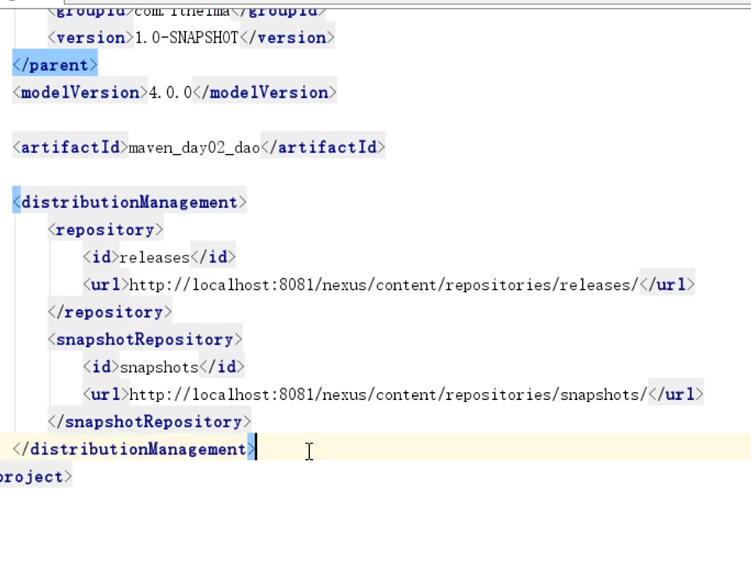 <groupId>com.itheima</groupId>
<version>1.0-SNAPSHOT</version>
</parent>
<modelVersion>4.0.0</modelVersion>
<artifactId>maven_day02_dao</artifactId>
<distributionManagement>
<repository>
<id>releases</id>
<url>http://localhost:8081/nexus/content/repositories/releases/</url>
</repository>
<snapshotRepository>
<id>snapshots</id>
<url>http://localhost:8081/nexus/content/repositories/snapshots/</url>
</snapshotRepository>
</distributionManagement>
project>